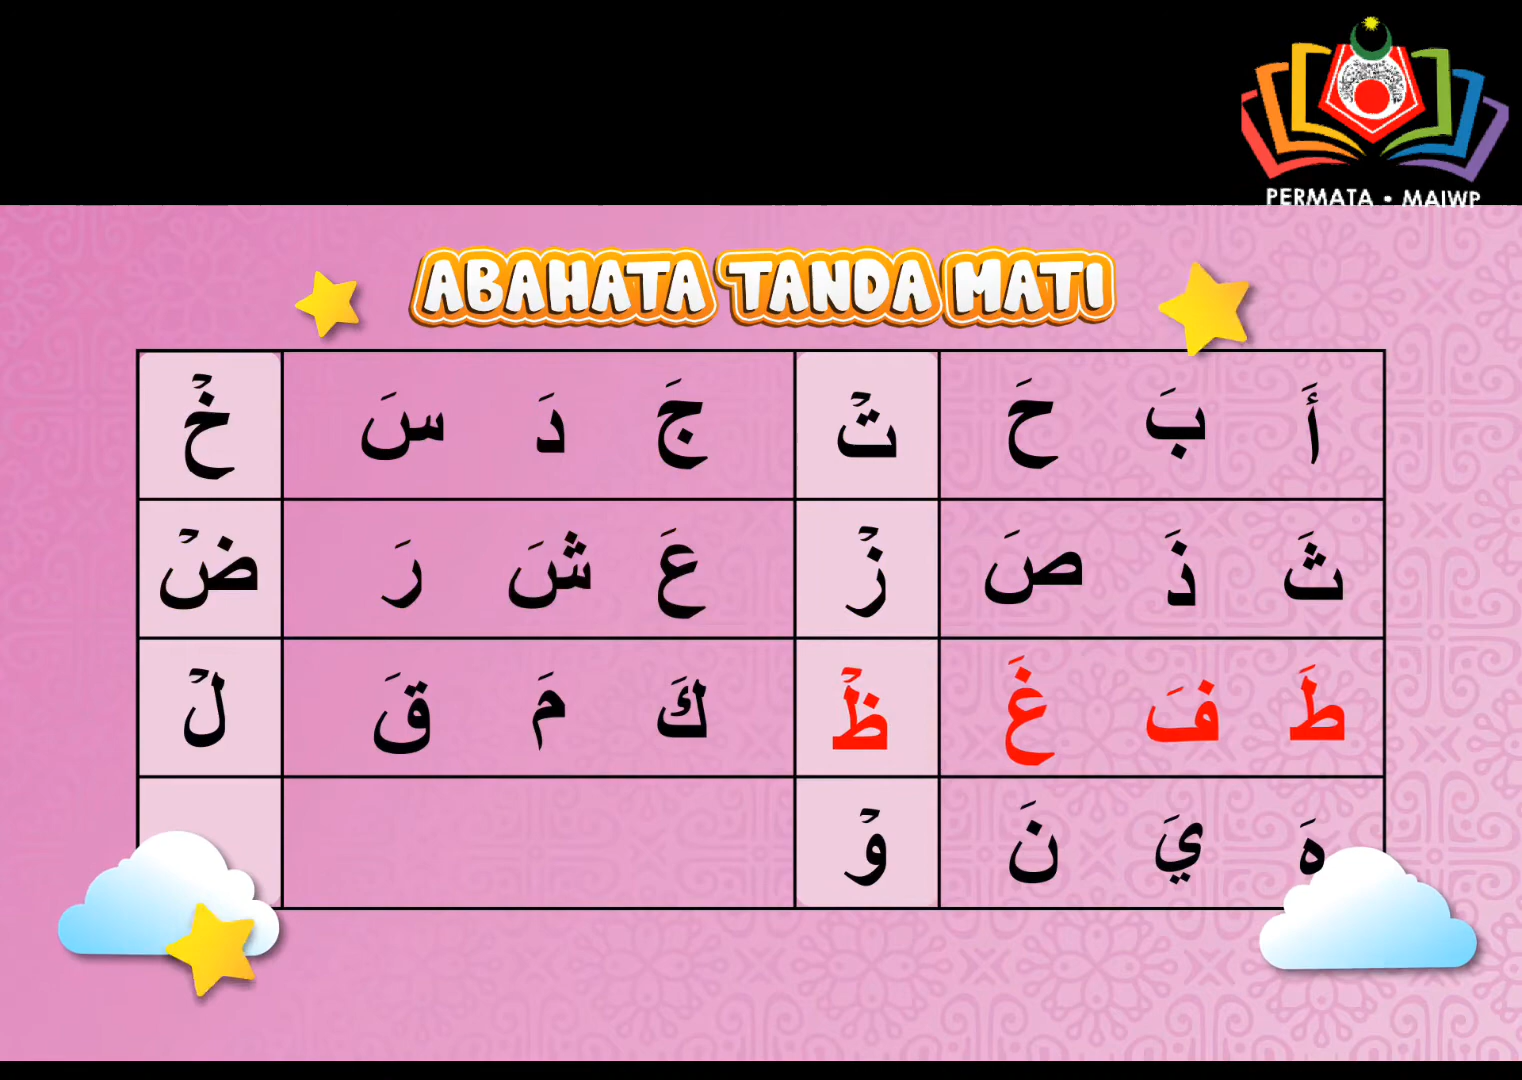 PERMATA • MAIWP
ABAHATA TANDA MATI
أَ بَ حَ تْ جَ دَ سَ خْ
ثَ ذَ صَ زْ عَ شَ رَ ضْ
طَ فَ غَ ظْ كَ مَ قَ لْ
هَ يَ نَ وْ